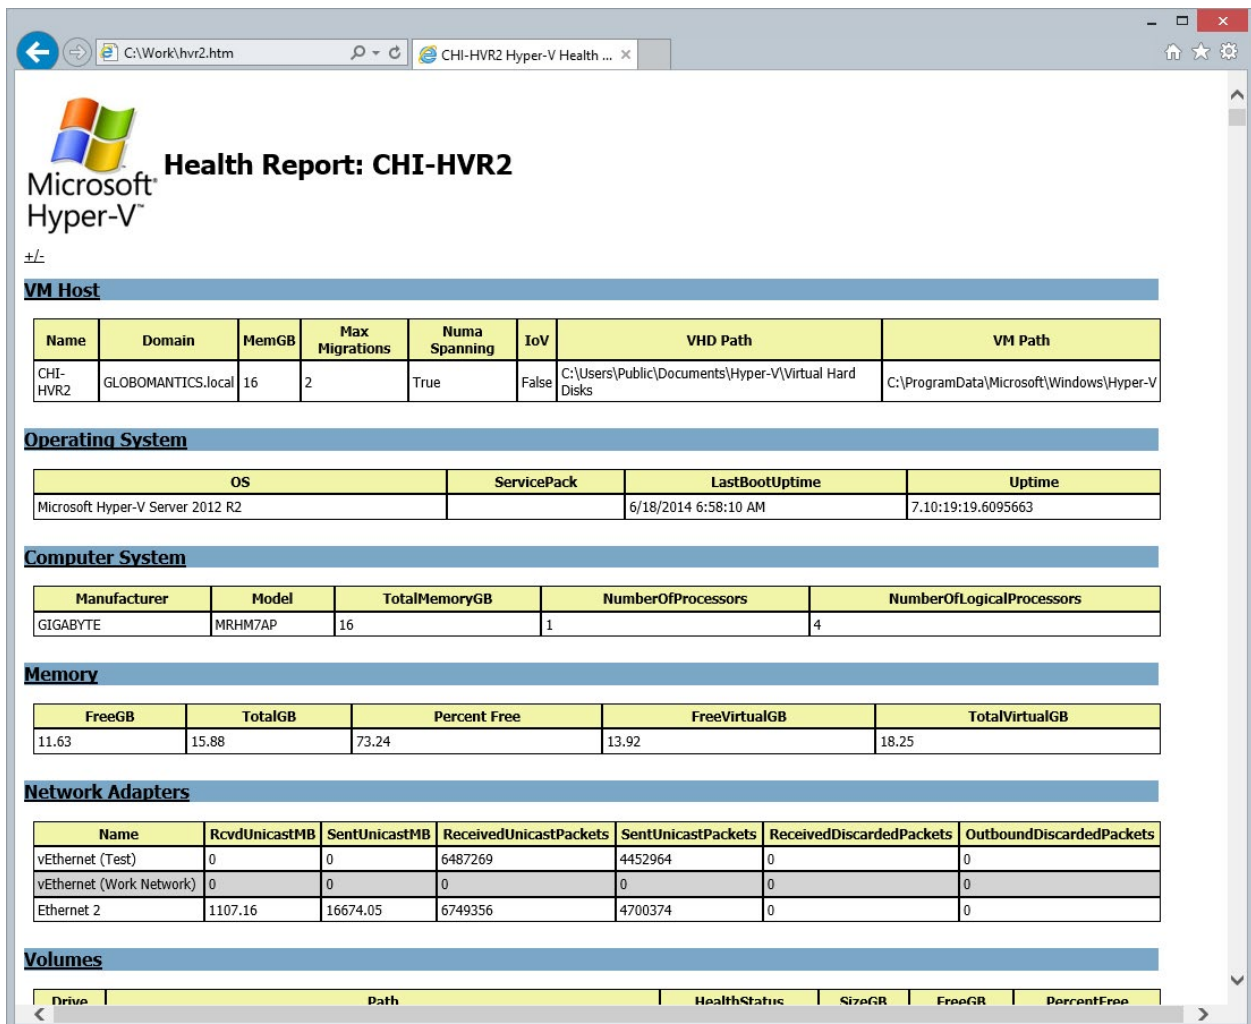 C:\Work\hvr2.htm
CHI-HVR2 Hyper-V Health ...
Microsoft®
Hyper-V™
Health Report: CHI-HVR2
+/-
VM Host
Name Domain MemGB Max Migrations Numa Spanning IoV VHD Path VM Path
CHI-HVR2 GLOBOMANTICS.local 16 2 True False C:\Users\Public\Documents\Hyper-V\Virtual Hard Disks C:\ProgramData\Microsoft\Windows\Hyper-V
Operating System
OS ServicePack LastBootUptime Uptime
Microsoft Hyper-V Server 2012 R2 6/18/2014 6:58:10 AM 7.10:19:19.6095663
Computer System
Manufacturer Model TotalMemoryGB NumberOfProcessors NumberOfLogicalProcessors
GIGABYTE MRHM7AP 16 1 4
Memory
FreeGB TotalGB Percent Free FreeVirtualGB TotalVirtualGB
11.63 15.88 73.24 13.92 18.25
Network Adapters
Name RcvdUnicastMB SentUnicastMB ReceivedUnicastPackets SentUnicastPackets ReceivedDiscardedPackets OutboundDiscardedPackets
vEthernet (Test) 0 0 6487269 4452964 0 0
vEthernet (Work Network) 0 0 0 0 0 0
Ethernet 2 1107.16 16674.05 6749356 4700374 0 0
Volumes
Drive Path HealthStatus SizeGB FreeGB PercentFree